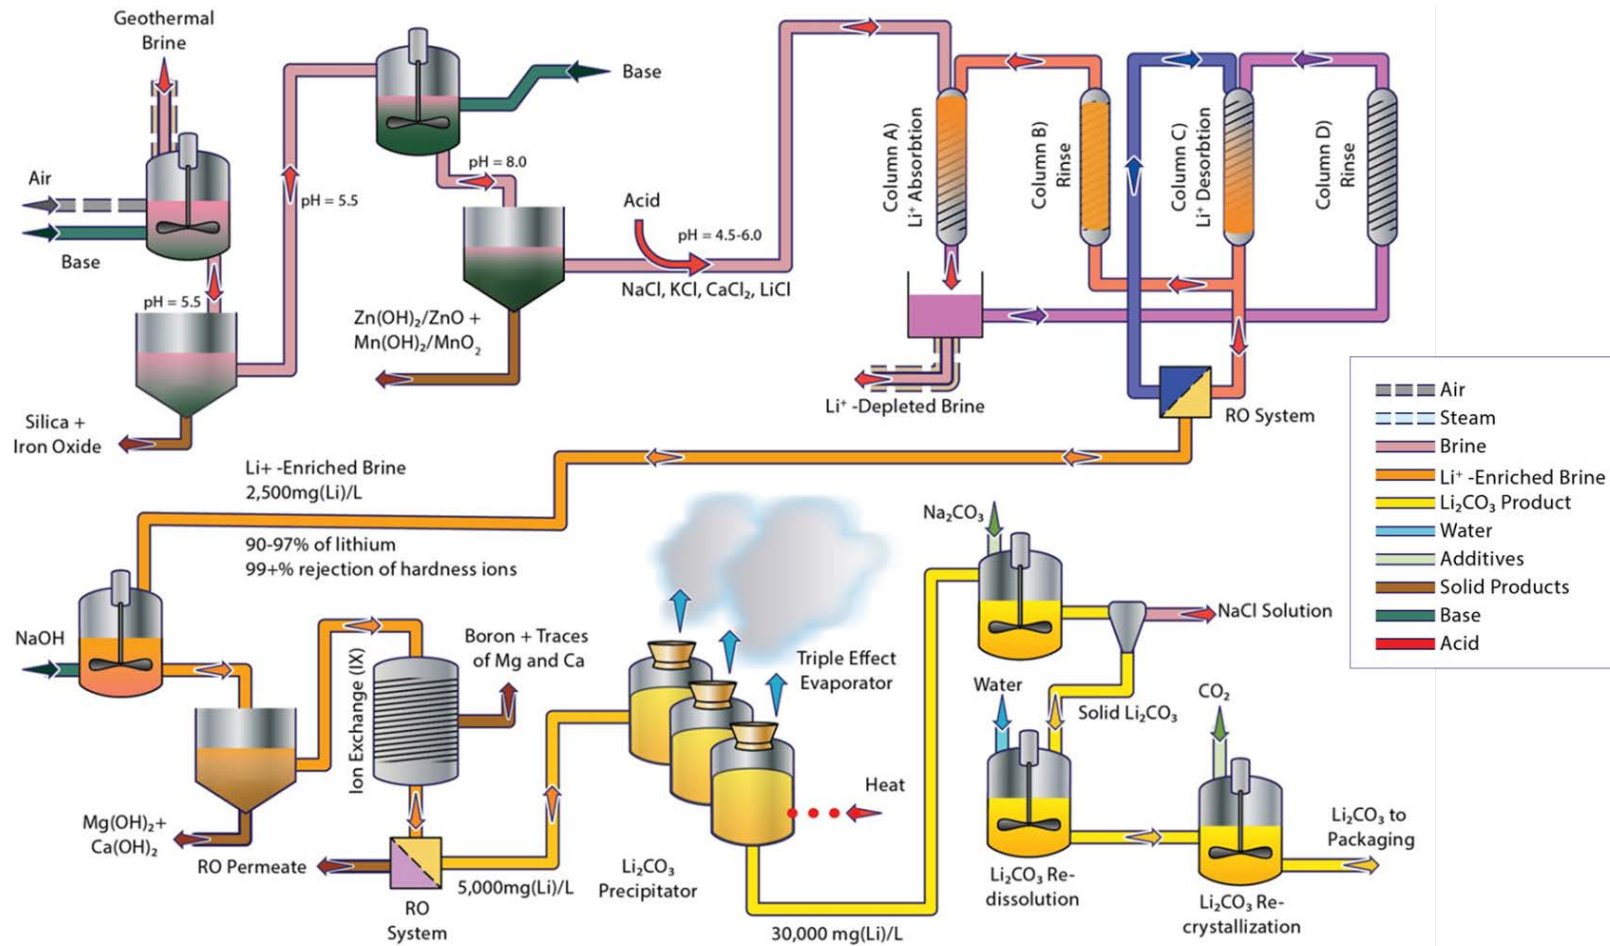 Geothermal
Brine
Air
Base
pH = 5.5
pH = 5.5
Silica +
Iron Oxide
Base
pH = 8.0
Zn(OH)₂/ZnO +
Mn(OH)₂/MnO₂
Acid
pH = 4.5-6.0
NaCl, KCl, CaCl₂, LiCl
Column A)
Li⁺ Absorbtion
Column B)
Rinse
Column C)
Li⁺ Desorbtion
Column D)
Rinse
Li⁺ -Depleted Brine
RO System
Air
Steam
Brine
Li⁺ -Enriched Brine
Li₂CO₃ Product
Water
Additives
Solid Products
Base
Acid
Li+ -Enriched Brine
2,500mg(Li)/L
90-97% of lithium
99+% rejection of hardness ions
NaOH
Mg(OH)₂+
Ca(OH)₂
Ion Exchange (IX)
Boron + Traces
of Mg and Ca
RO Permeate
RO
System
5,000mg(Li)/L
Li₂CO₃
Precipitator
Triple Effect
Evaporator
Heat
30,000 mg(Li)/L
Na₂CO₃
NaCl Solution
Solid Li₂CO₃
Water
Li₂CO₃ Re-
dissolution
CO₂
Li₂CO₃ Re-
crystallization
Li₂CO₃ to
Packaging